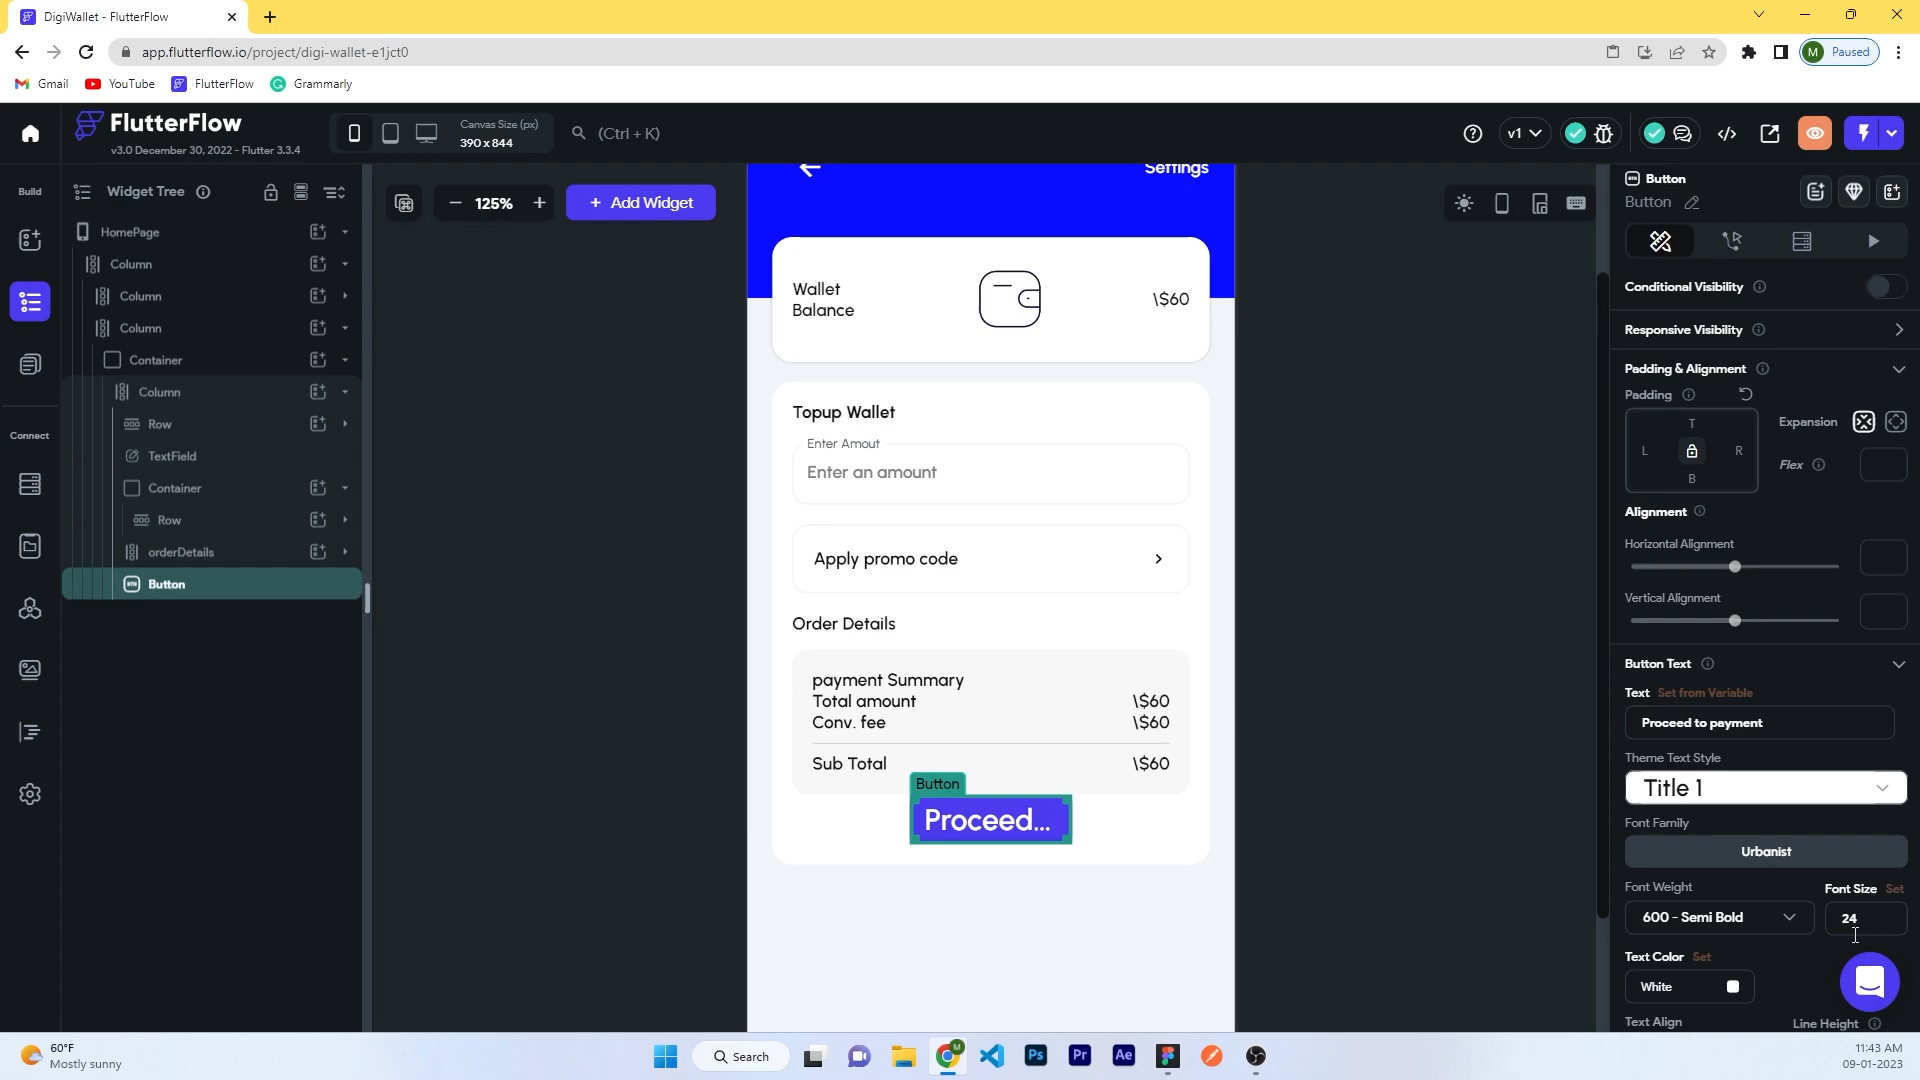 DigiWallet - FlutterFlow
app.flutterflow.io/project/digi-wallet-e1jct0
M Paused
Gmail YouTube FlutterFlow Grammarly
FlutterFlow
v3.0 December 30, 2022 - Flutter 3.3.4
Canvas Size (px)
390 x 844
(Ctrl + K)
v1
Build
Widget Tree
HomePage
Column
Column
Column
Container
Column
Row
TextField
Container
Row
orderDetails
Button
Connect
125%
+ Add Widget
Settings
Wallet
Balance
\$60
Topup Wallet
Enter Amout
Enter an amount
Apply promo code
Order Details
payment Summary
Total amount \$60
Conv. fee \$60
Sub Total \$60
Button
Proceed...
Button
Button
Conditional Visibility
Responsive Visibility
Padding & Alignment
Padding
T
L R
B
Expansion
Flex
Alignment
Horizontal Alignment
Vertical Alignment
Button Text
Text Set from Variable
Proceed to payment
Theme Text Style
Title 1
Font Family
Urbanist
Font Weight
Font Size Set
600 - Semi Bold
24
Text Color Set
White
Text Align
Line Height
60°F
Mostly sunny
Search
M
Ps
Pr
Ae
11:43 AM
09-01-2023